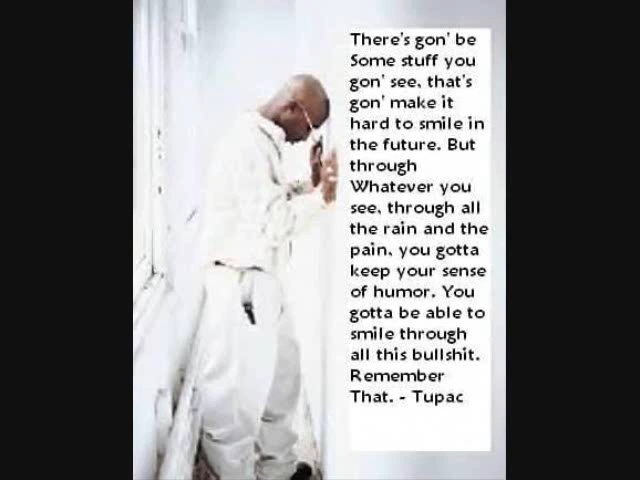 There's gon' be
Some stuff you
gon' see, that's
gon' make it
hard to smile in
the future. But
through
Whatever you
see, through all
the rain and the
pain, you gotta
keep your sense
of humor. You
gotta be able to
smile through
all this bullshit.
Remember
That. - Tupac